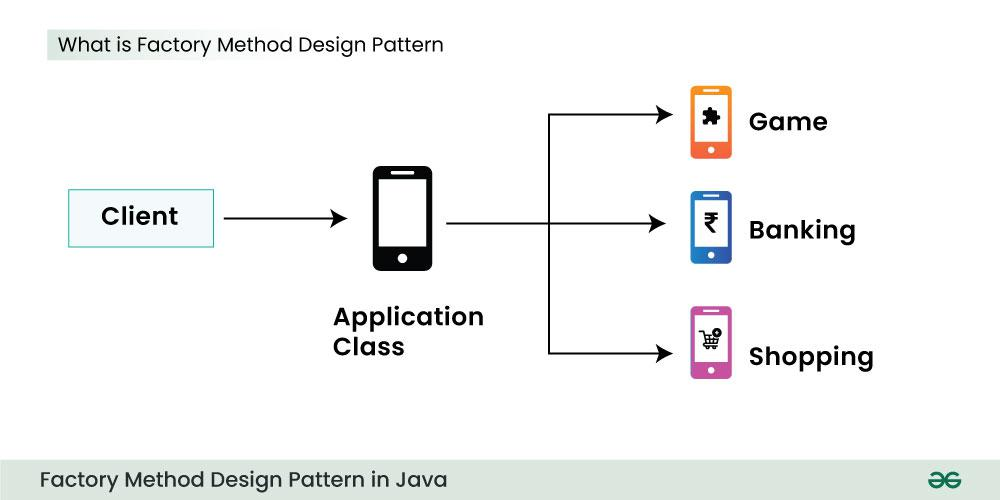 What is Factory Method Design Pattern
Client
Application
Class
Game
₹
Banking
Shopping
Factory Method Design Pattern in Java